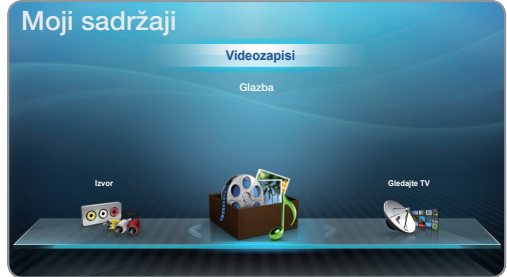 Moji sadržaji
Videozapisi
Glazba
Izvor
Gledajte TV